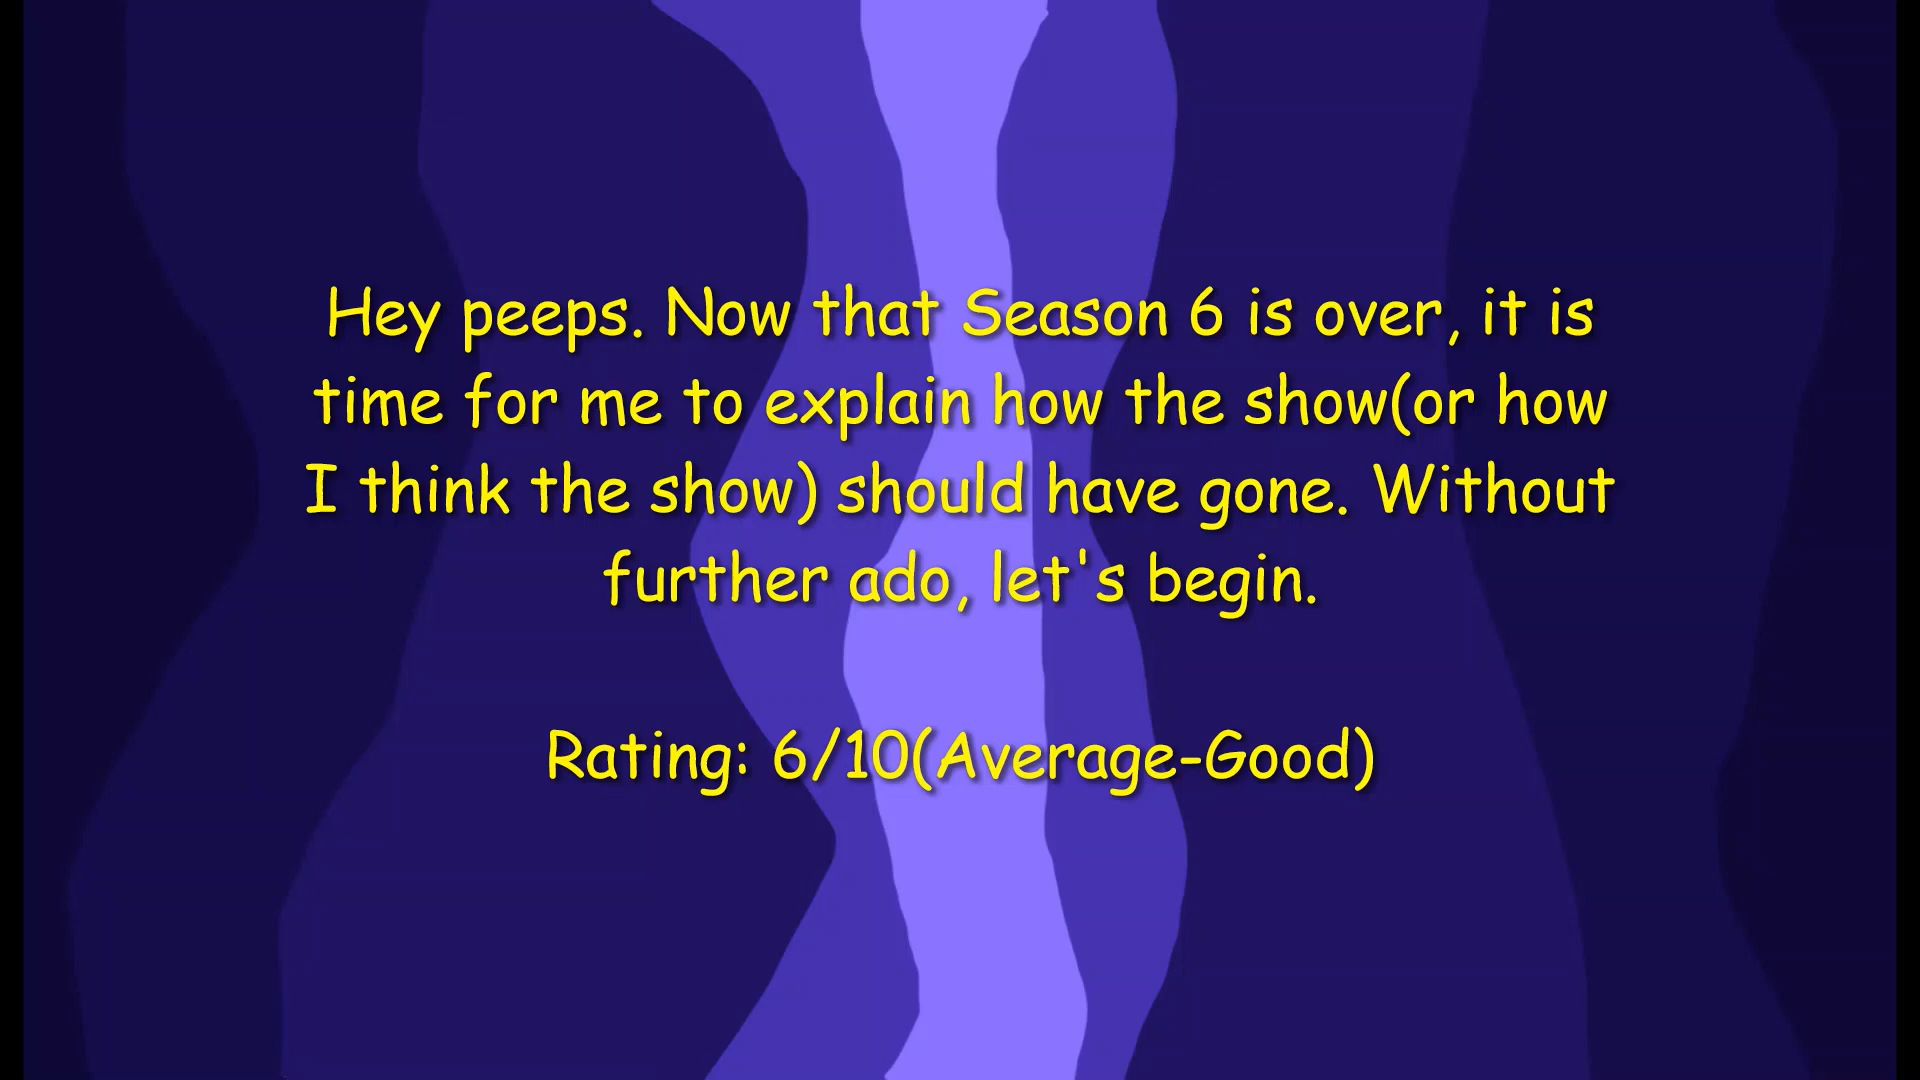 Hey peeps. Now that Season 6 is over, it is
time for me to explain how the show(or how
I think the show) should have gone. Without
further ado, let's begin.
Rating: 6/10(Average-Good)